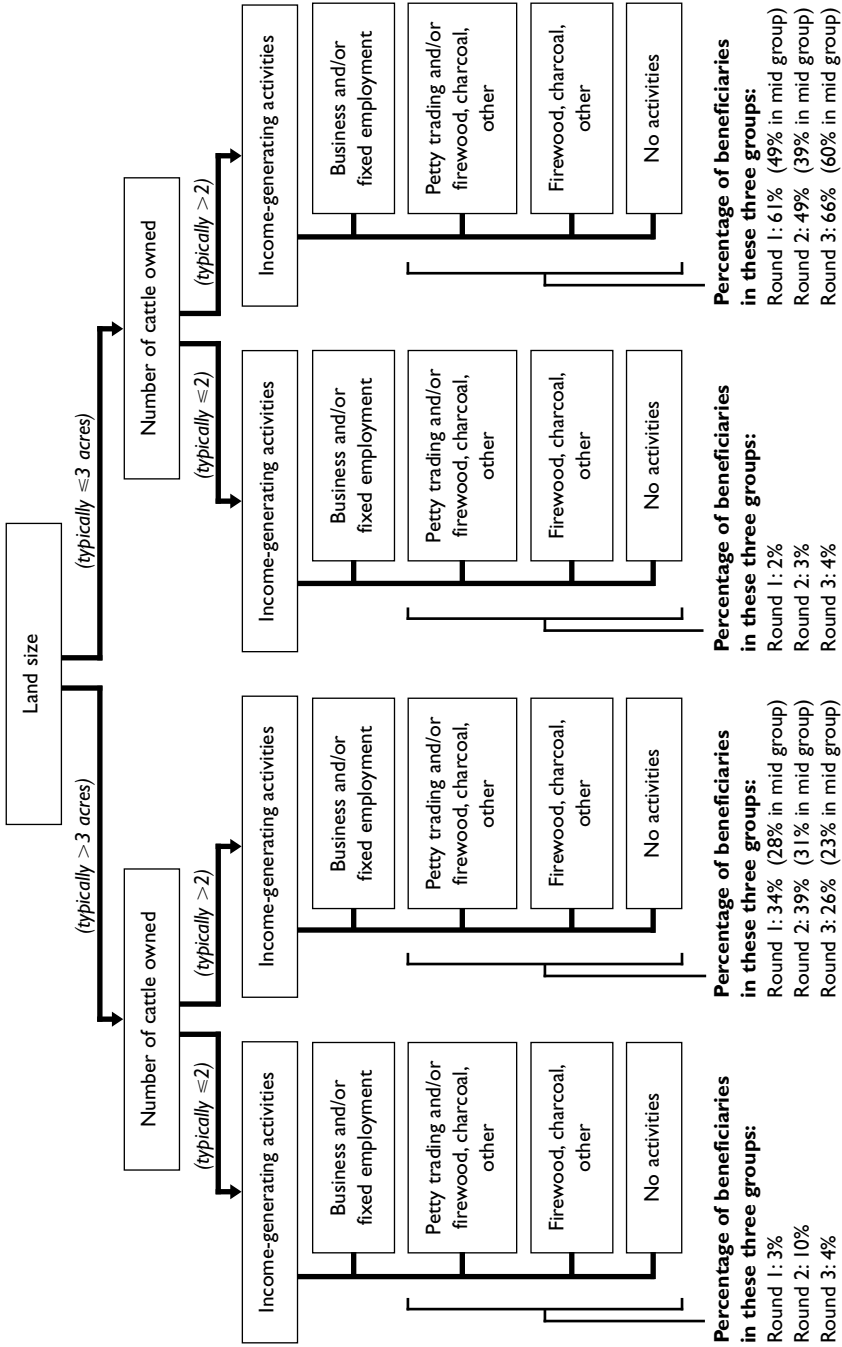 Land size
(typically > 3 acres)
(typically ⩽3 acres)
Number of cattle owned
Number of cattle owned
(typically ⩽2)
(typically >2)
(typically ⩽2)
(typically >2)
Income-generating activities
Business and/or
fixed employment
Petty trading and/or
firewood, charcoal,
other
Firewood, charcoal,
other
No activities
Percentage of beneficiaries
in these three groups:
Round 1: 3%
Round 2: 10%
Round 3: 4%
Income-generating activities
Business and/or
fixed employment
Petty trading and/or
firewood, charcoal,
other
Firewood, charcoal,
other
No activities
Percentage of beneficiaries
in these three groups:
Round 1: 34% (28% in mid group)
Round 2: 39% (31% in mid group)
Round 3: 26% (23% in mid group)
Income-generating activities
Business and/or
fixed employment
Petty trading and/or
firewood, charcoal,
other
Firewood, charcoal,
other
No activities
Percentage of beneficiaries
in these three groups:
Round 1: 2%
Round 2: 3%
Round 3: 4%
Income-generating activities
Business and/or
fixed employment
Petty trading and/or
firewood, charcoal,
other
Firewood, charcoal,
other
No activities
Percentage of beneficiaries
in these three groups:
Round 1: 61% (49% in mid group)
Round 2: 49% (39% in mid group)
Round 3: 66% (60% in mid group)